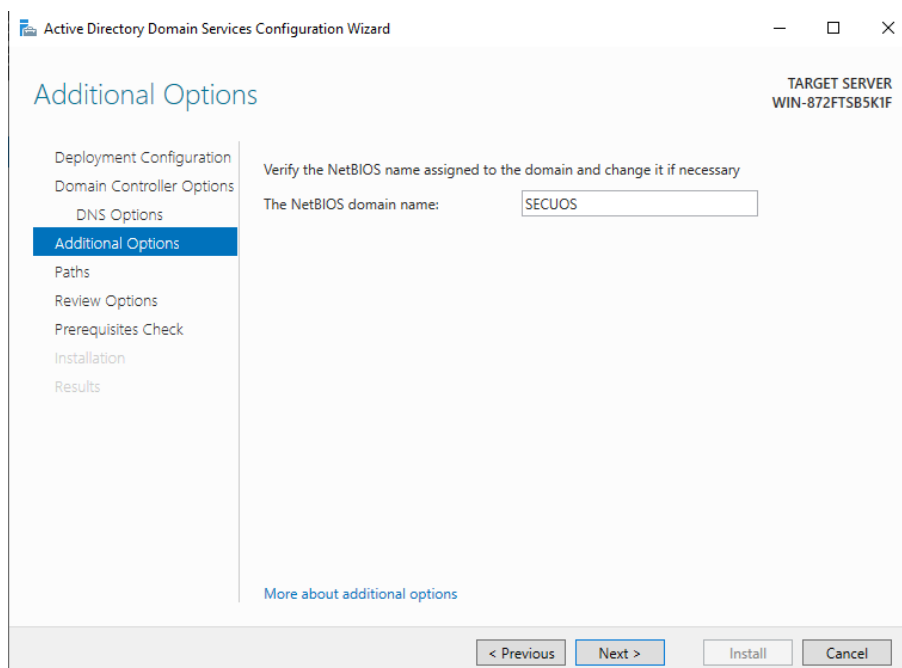 Active Directory Domain Services Configuration Wizard
Additional Options
TARGET SERVER
WIN-872FTSB5K1F
Deployment Configuration
Domain Controller Options
DNS Options
Additional Options
Paths
Review Options
Prerequisites Check
Installation
Results
Verify the NetBIOS name assigned to the domain and change it if necessary
The NetBIOS domain name: SECUOS
More about additional options
< Previous Next > Install Cancel